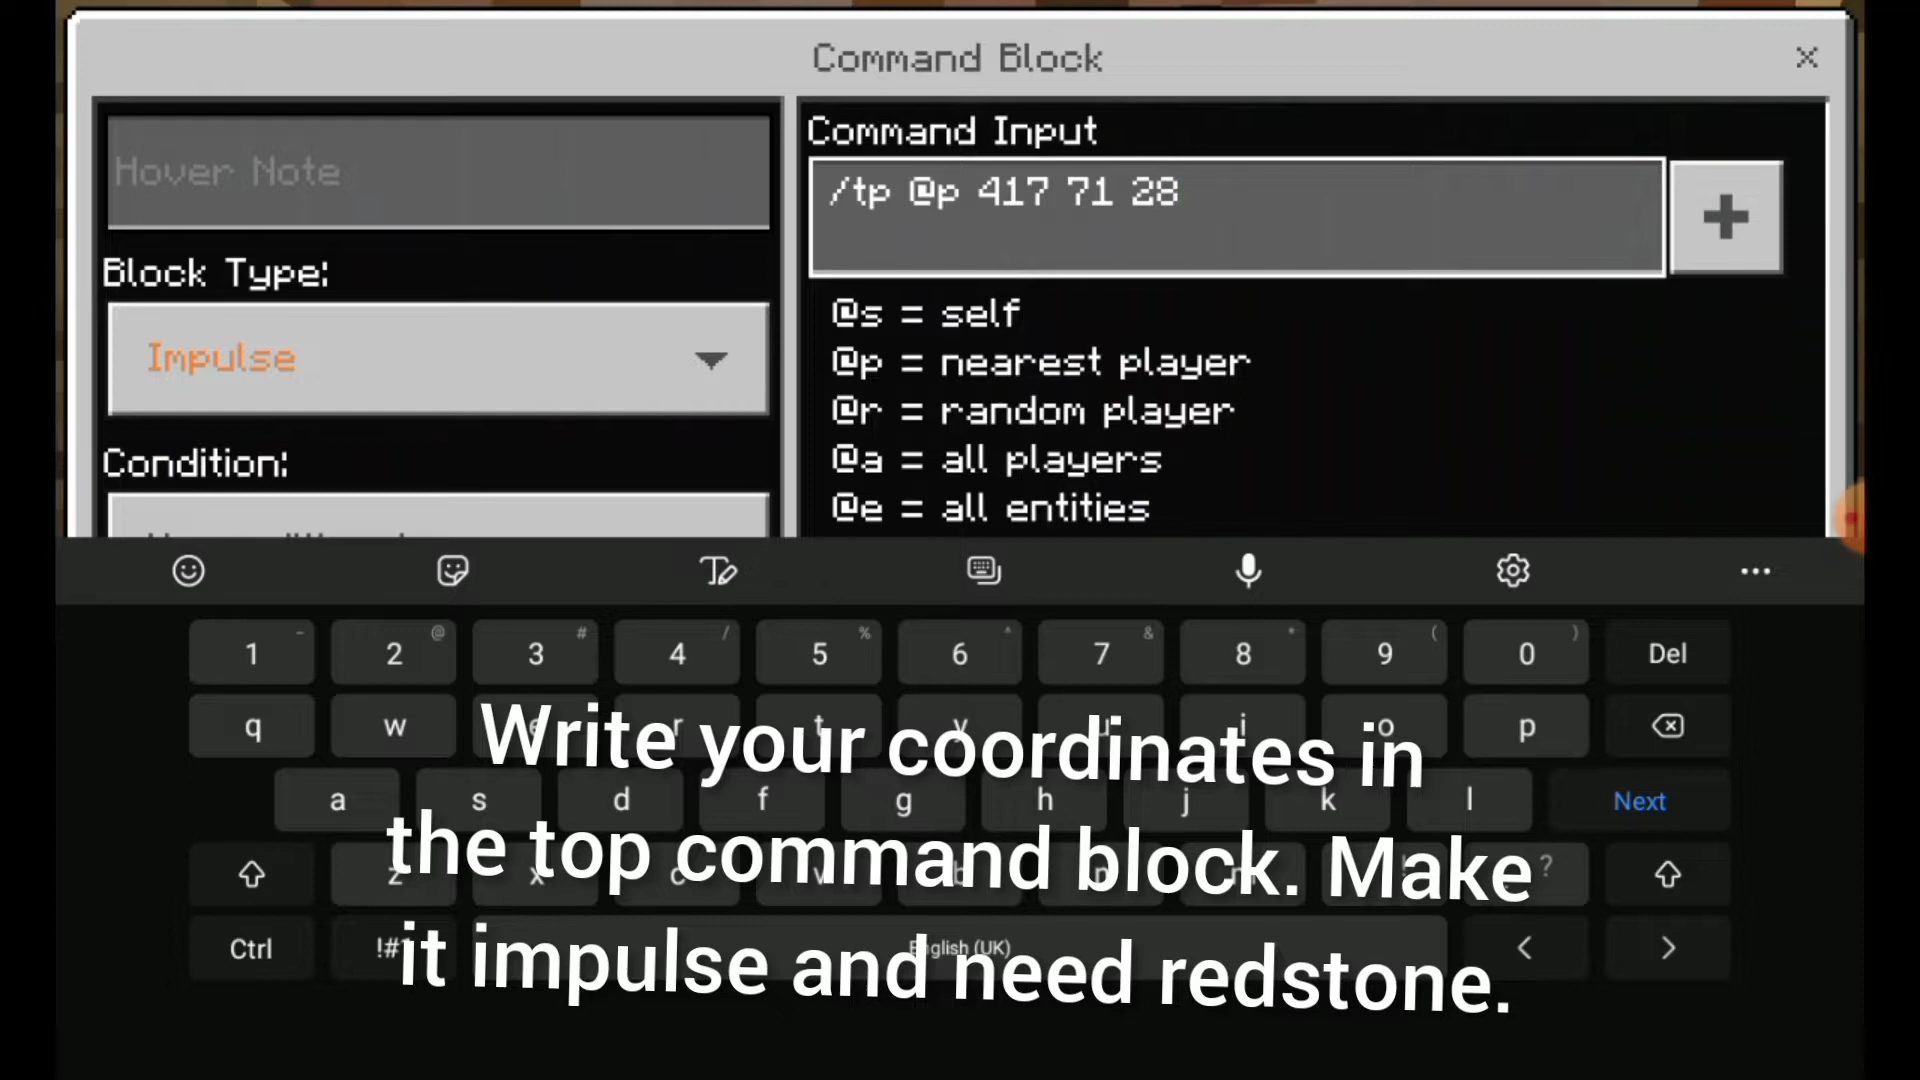 Command Block
Hover Note
Command Input
/tp @p 417 71 28
Block Type:
@s = self
Impulse
@p = nearest player
@r = random player
Condition:
@a = all players
@e = all entities
1 - 2 @ 3 # 4 / 5 % 6 ^ 7 & 8 * 9 ( 0 ) Del
q w e r t y u i o p
a s d f g h j k l Next
z x c v b n m ! ?
Ctrl !#1 English (UK) < >
Write your coordinates in
the top command block. Make
it impulse and need redstone.